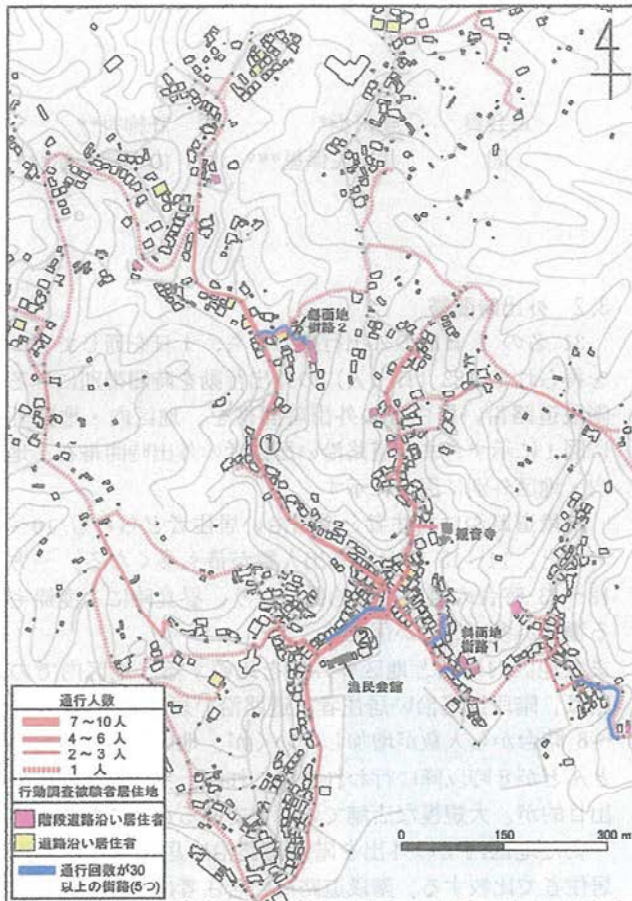 4
斜面地
街路2
①
観音寺
斜面地
街路1
漁民会館
通行人数
7～10人
4～6人
2～3人
1人
行動調査被験者居住地
階段道路沿い居住者
道路沿い居住者
通行回数が30
以上の街路(5つ)
0 150 300 m